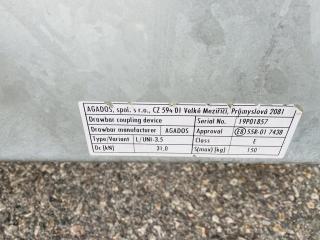 AGADOS, spol. s r.o., CZ 594 01 Velké Meziříčí, Průmyslová 2081
Drawbar coupling device Serial No. 19P01857
Drawbar manufacturer AGADOS Approval E8 55R-01 7438
Type/Variant L/UNI-3,5 Class E
Dc [kN] 31,0 S(max) [kg] 150